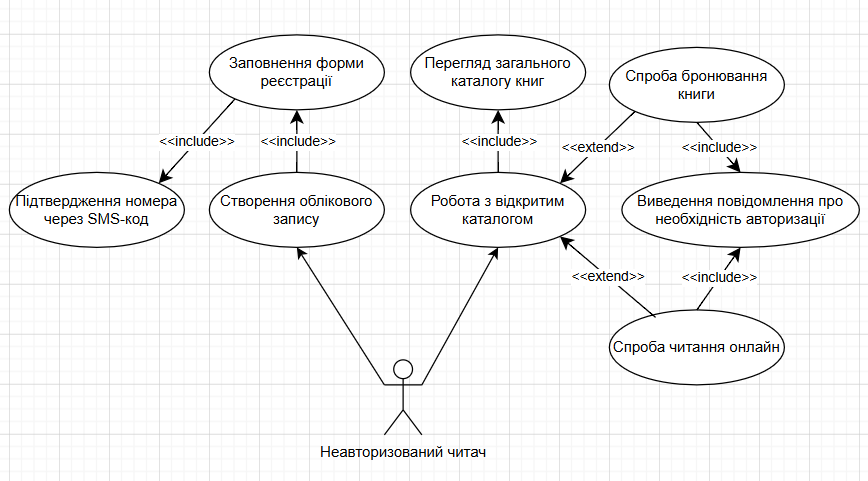 Заповнення форми
реєстрації
Перегляд загального
каталогу книг
Спроба бронювання
книги
<<include>>
<<include>>
<<include>>
<<extend>>
<<include>>
Підтвердження номера
через SMS-код
Створення облікового
запису
Робота з відкритим
каталогом
Виведення повідомлення про
необхідність авторизації
<<extend>>
<<include>>
Спроба читання онлайн
Неавторизований читач